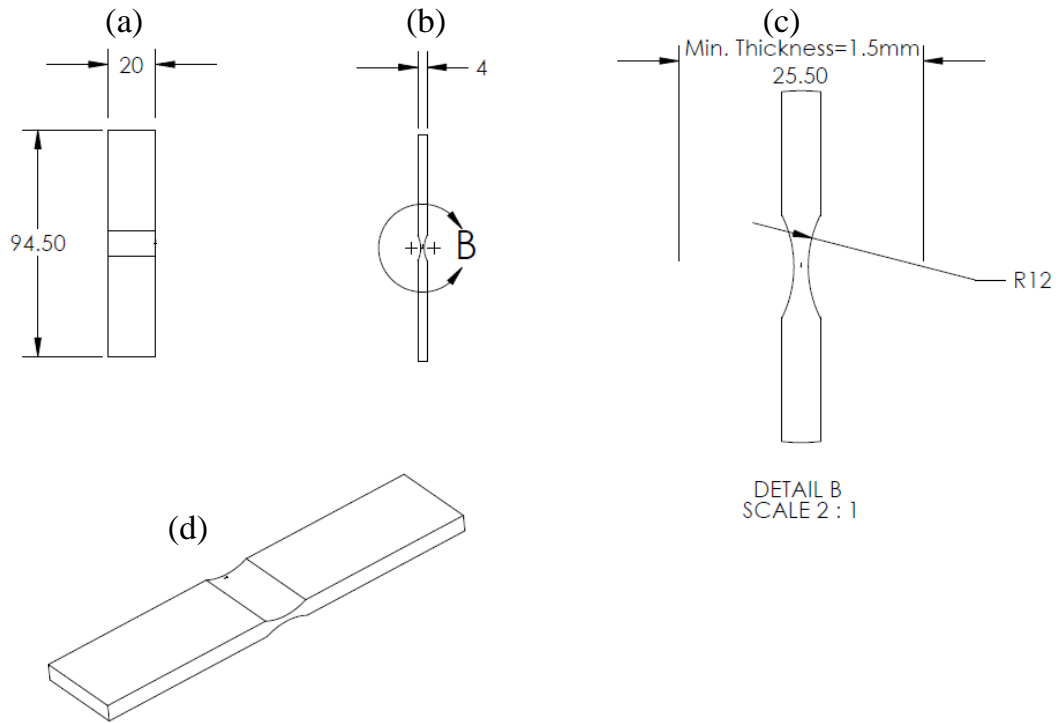 (a)
(b)
(c)
20
4
Min. Thickness=1.5mm
25.50
94.50
B
R12
DETAIL B
SCALE 2 : 1
(d)